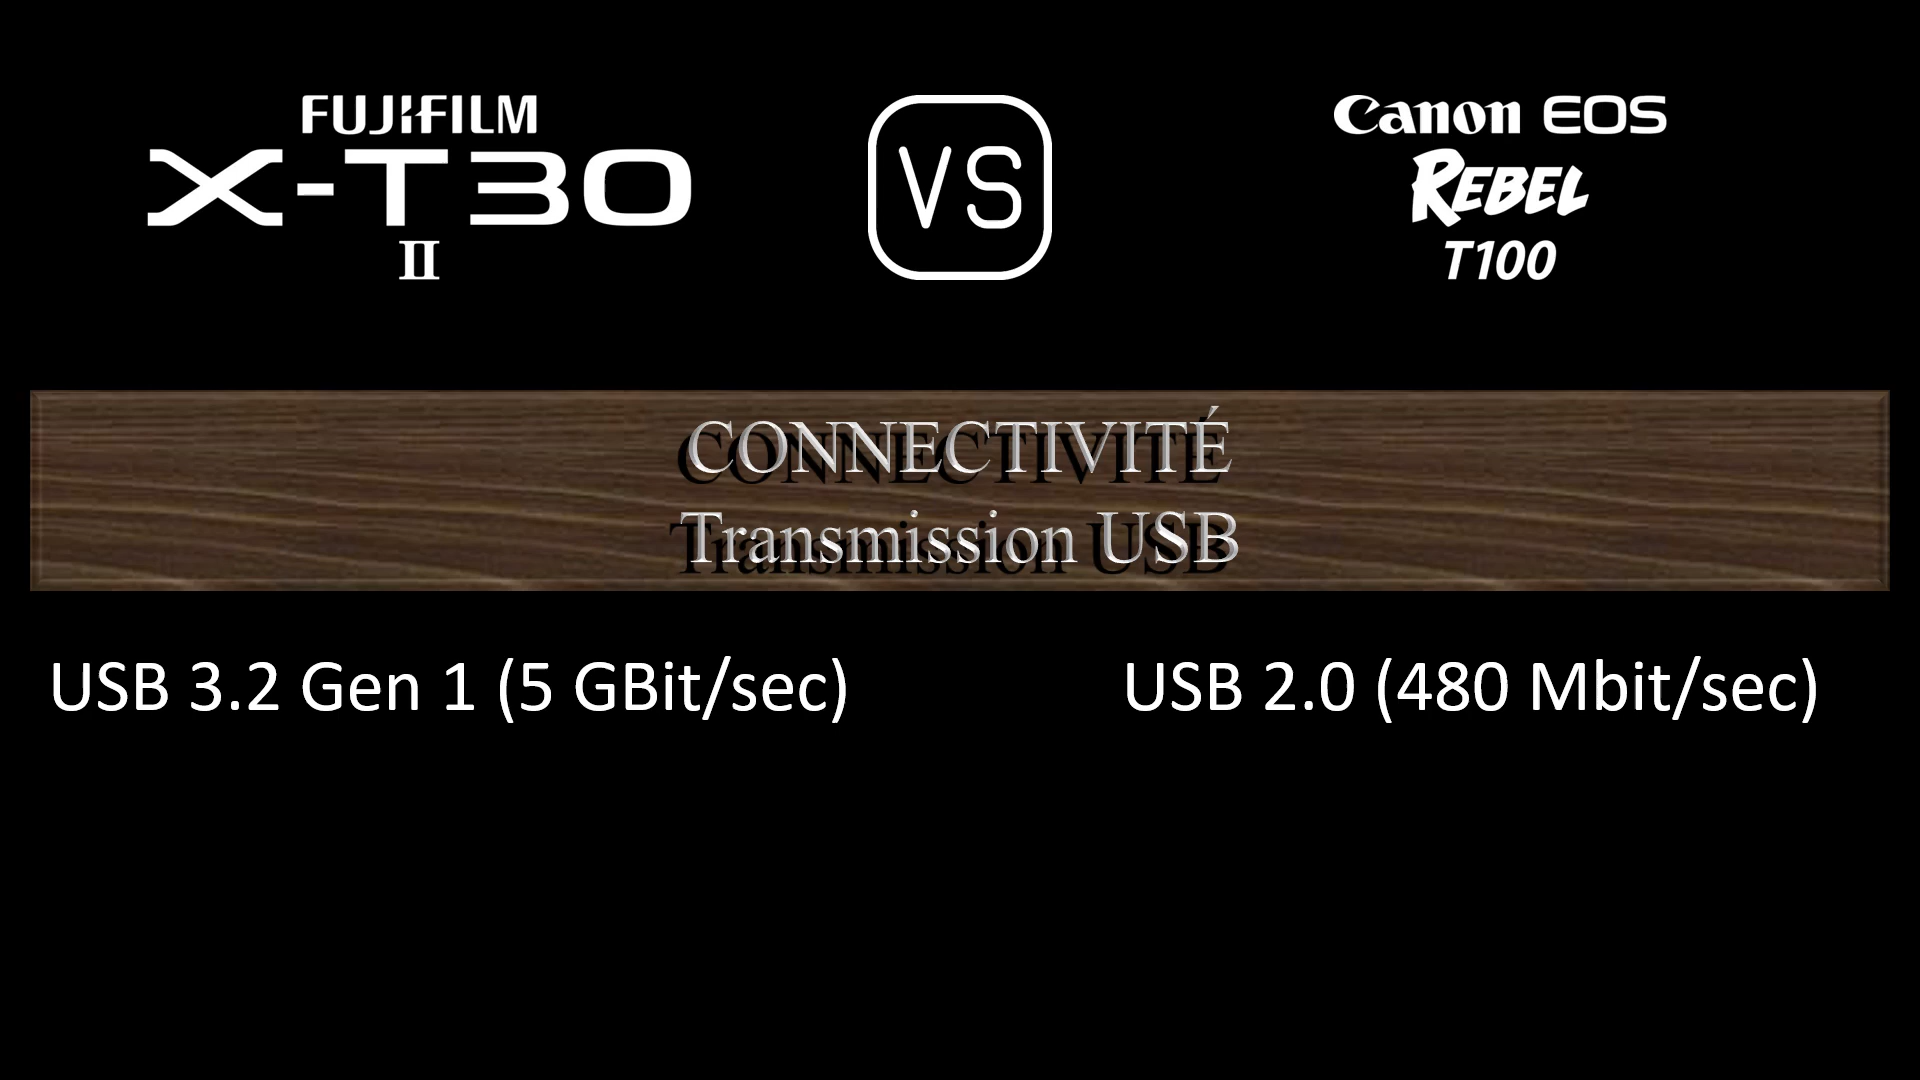 FUJIFILM
X-T30
II
VS
Canon EOS
REBEL
T100
CONNECTIVITÉ
Transmission USB
USB 3.2 Gen 1 (5 GBit/sec)
USB 2.0 (480 Mbit/sec)